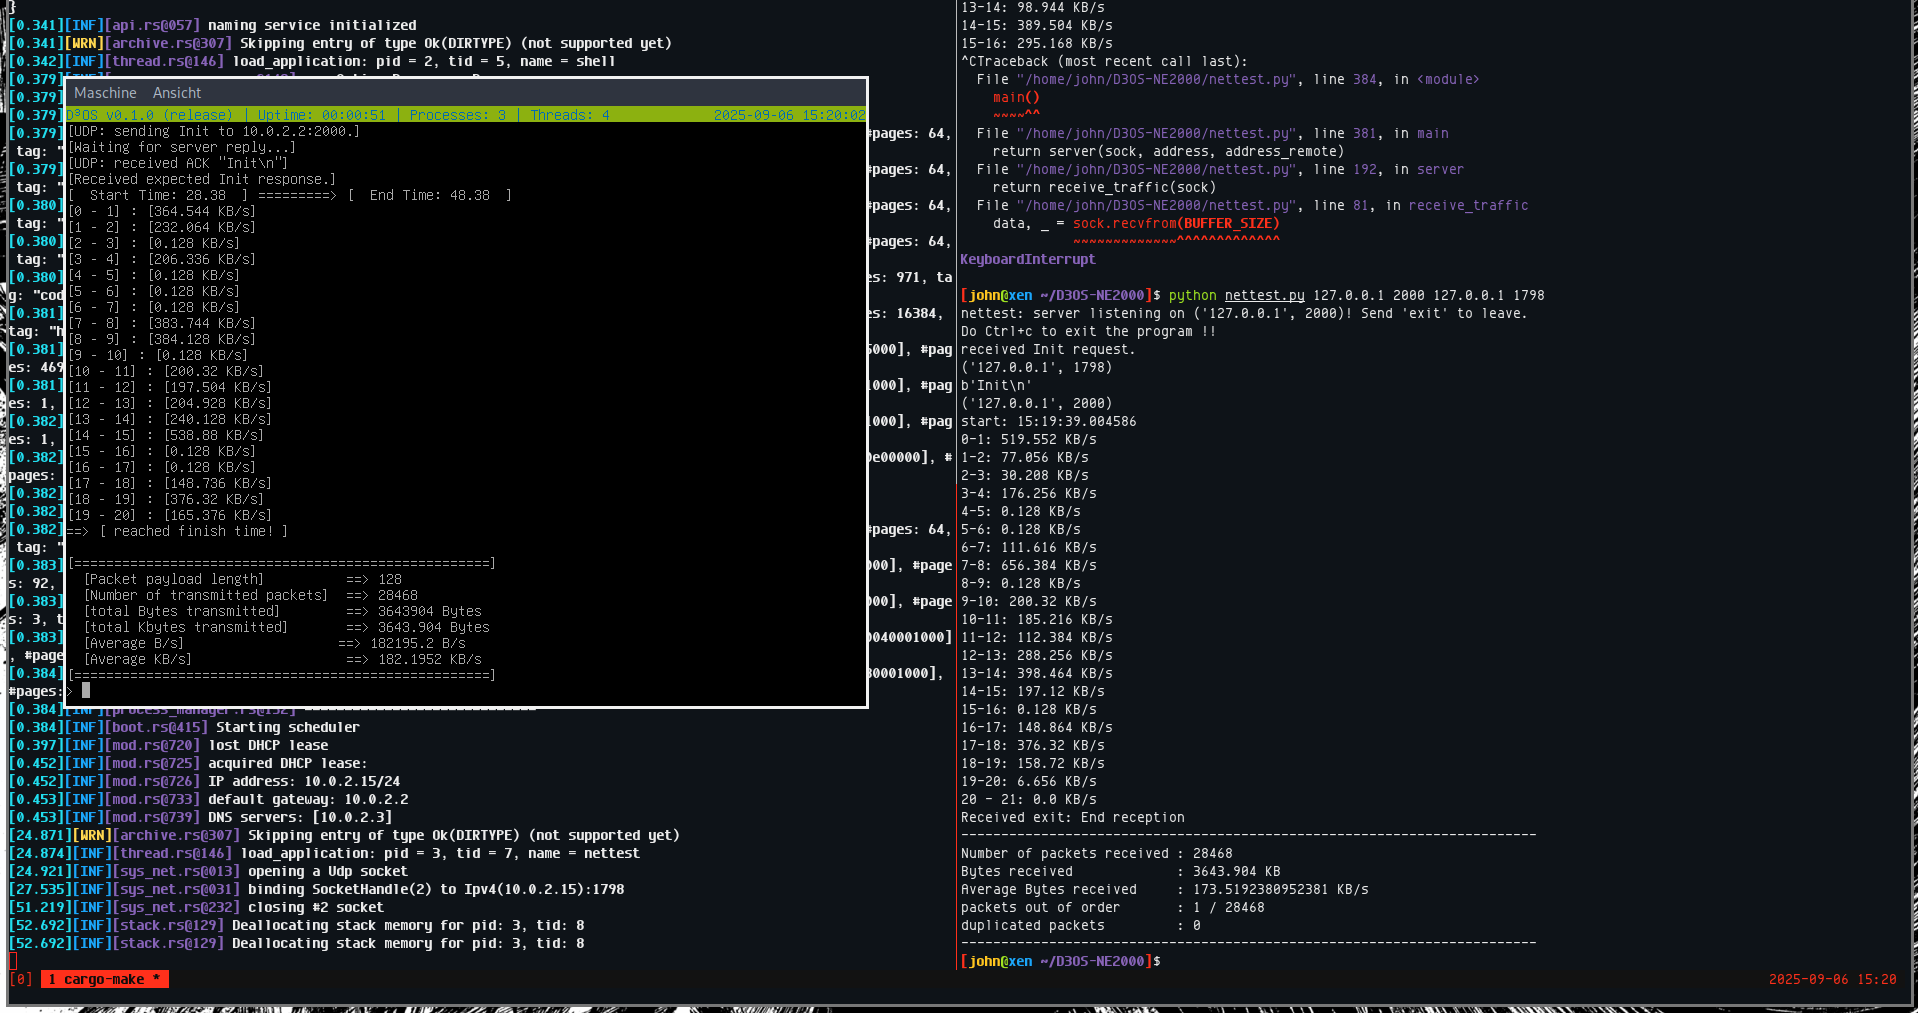 }
[0.341][INF][api.rs@057] naming service initialized
[0.341][WRN][archive.rs@307] Skipping entry of type Ok(DIRTYPE) (not supported yet)
[0.342][INF][thread.rs@146] load_application: pid = 2, tid = 5, name = shell
[0.379]
[0.379]
[0.379]
[0.379]
#pages: 64,
tag: "
[0.379]
#pages: 64,
tag: "
[0.380]
#pages: 64,
tag: "
[0.380]
#pages: 64,
tag: "
[0.380]
es: 971, ta
g: "cod
[0.381]
es: 16384,
tag: "h
[0.381]
5000], #pag
es: 469
[0.381]
1000], #pag
es: 1,
[0.382]
1000], #pag
es: 1,
[0.382]
0e00000], #
pages:
[0.382]
[0.382]
[0.382]
#pages: 64,
tag: "
[0.383]
000], #page
s: 92,
[0.383]
000], #page
s: 3, t
[0.383]
0040001000]
, #page
[0.384]
80001000],
#pages:
[0.384][INF][process_manager.rs@132]
[0.384][INF][boot.rs@415] Starting scheduler
[0.397][INF][mod.rs@720] lost DHCP lease
[0.452][INF][mod.rs@725] acquired DHCP lease:
[0.452][INF][mod.rs@726] IP address: 10.0.2.15/24
[0.453][INF][mod.rs@733] default gateway: 10.0.2.2
[0.453][INF][mod.rs@739] DNS servers: [10.0.2.3]
[24.871][WRN][archive.rs@307] Skipping entry of type Ok(DIRTYPE) (not supported yet)
[24.874][INF][thread.rs@146] load_application: pid = 3, tid = 7, name = nettest
[24.921][INF][sys_net.rs@013] opening a Udp socket
[27.535][INF][sys_net.rs@031] binding SocketHandle(2) to Ipv4(10.0.2.15):1798
[51.219][INF][sys_net.rs@232] closing #2 socket
[52.692][INF][stack.rs@129] Deallocating stack memory for pid: 3, tid: 8
[52.692][INF][stack.rs@129] Deallocating stack memory for pid: 3, tid: 8
Maschine Ansicht
D³OS v0.1.0 (release) | Uptime: 00:00:51 | Processes: 3 | Threads: 4 2025-09-06 15:20:02
[UDP: sending Init to 10.0.2.2:2000.]
[Waiting for server reply...]
[UDP: received ACK "Init\n"]
[Received expected Init response.]
[ Start Time: 28.38 ] =========> [ End Time: 48.38 ]
[0 - 1] : [364.544 KB/s]
[1 - 2] : [232.064 KB/s]
[2 - 3] : [0.128 KB/s]
[3 - 4] : [206.336 KB/s]
[4 - 5] : [0.128 KB/s]
[5 - 6] : [0.128 KB/s]
[6 - 7] : [0.128 KB/s]
[7 - 8] : [383.744 KB/s]
[8 - 9] : [384.128 KB/s]
[9 - 10] : [0.128 KB/s]
[10 - 11] : [200.32 KB/s]
[11 - 12] : [197.504 KB/s]
[12 - 13] : [204.928 KB/s]
[13 - 14] : [240.128 KB/s]
[14 - 15] : [538.88 KB/s]
[15 - 16] : [0.128 KB/s]
[16 - 17] : [0.128 KB/s]
[17 - 18] : [148.736 KB/s]
[18 - 19] : [376.32 KB/s]
[19 - 20] : [165.376 KB/s]
==> [ reached finish time! ]
[====================================================]
[Packet payload length] ==> 128
[Number of transmitted packets] ==> 28468
[total Bytes transmitted] ==> 3643904 Bytes
[total Kbytes transmitted] ==> 3643.904 Bytes
[Average B/s] ==> 182195.2 B/s
[Average KB/s] ==> 182.1952 KB/s
[====================================================]
>
13-14: 98.944 KB/s
14-15: 389.504 KB/s
15-16: 295.168 KB/s
^CTraceback (most recent call last):
File "/home/john/D3OS-NE2000/nettest.py", line 384, in <module>
main()
~~~~^^
File "/home/john/D3OS-NE2000/nettest.py", line 381, in main
return server(sock, address, address_remote)
File "/home/john/D3OS-NE2000/nettest.py", line 192, in server
return receive_traffic(sock)
File "/home/john/D3OS-NE2000/nettest.py", line 81, in receive_traffic
data, _ = sock.recvfrom(BUFFER_SIZE)
~~~~~~~~~~~~~^^^^^^^^^^^^^
KeyboardInterrupt
[john@xen ~/D3OS-NE2000]$ python nettest.py 127.0.0.1 2000 127.0.0.1 1798
nettest: server listening on ('127.0.0.1', 2000)! Send 'exit' to leave.
Do Ctrl+c to exit the program !!
received Init request.
('127.0.0.1', 1798)
b'Init\n'
('127.0.0.1', 2000)
start: 15:19:39.004586
0-1: 519.552 KB/s
1-2: 77.056 KB/s
2-3: 30.208 KB/s
3-4: 176.256 KB/s
4-5: 0.128 KB/s
5-6: 0.128 KB/s
6-7: 111.616 KB/s
7-8: 656.384 KB/s
8-9: 0.128 KB/s
9-10: 200.32 KB/s
10-11: 185.216 KB/s
11-12: 112.384 KB/s
12-13: 288.256 KB/s
13-14: 398.464 KB/s
14-15: 197.12 KB/s
15-16: 0.128 KB/s
16-17: 148.864 KB/s
17-18: 376.32 KB/s
18-19: 158.72 KB/s
19-20: 6.656 KB/s
20 - 21: 0.0 KB/s
Received exit: End reception
------------------------------------------------------------------------
Number of packets received : 28468
Bytes received : 3643.904 KB
Average Bytes received : 173.5192380952381 KB/s
packets out of order : 1 / 28468
duplicated packets : 0
------------------------------------------------------------------------
[john@xen ~/D3OS-NE2000]$
[0] 1 cargo-make * 2025-09-06 15:20